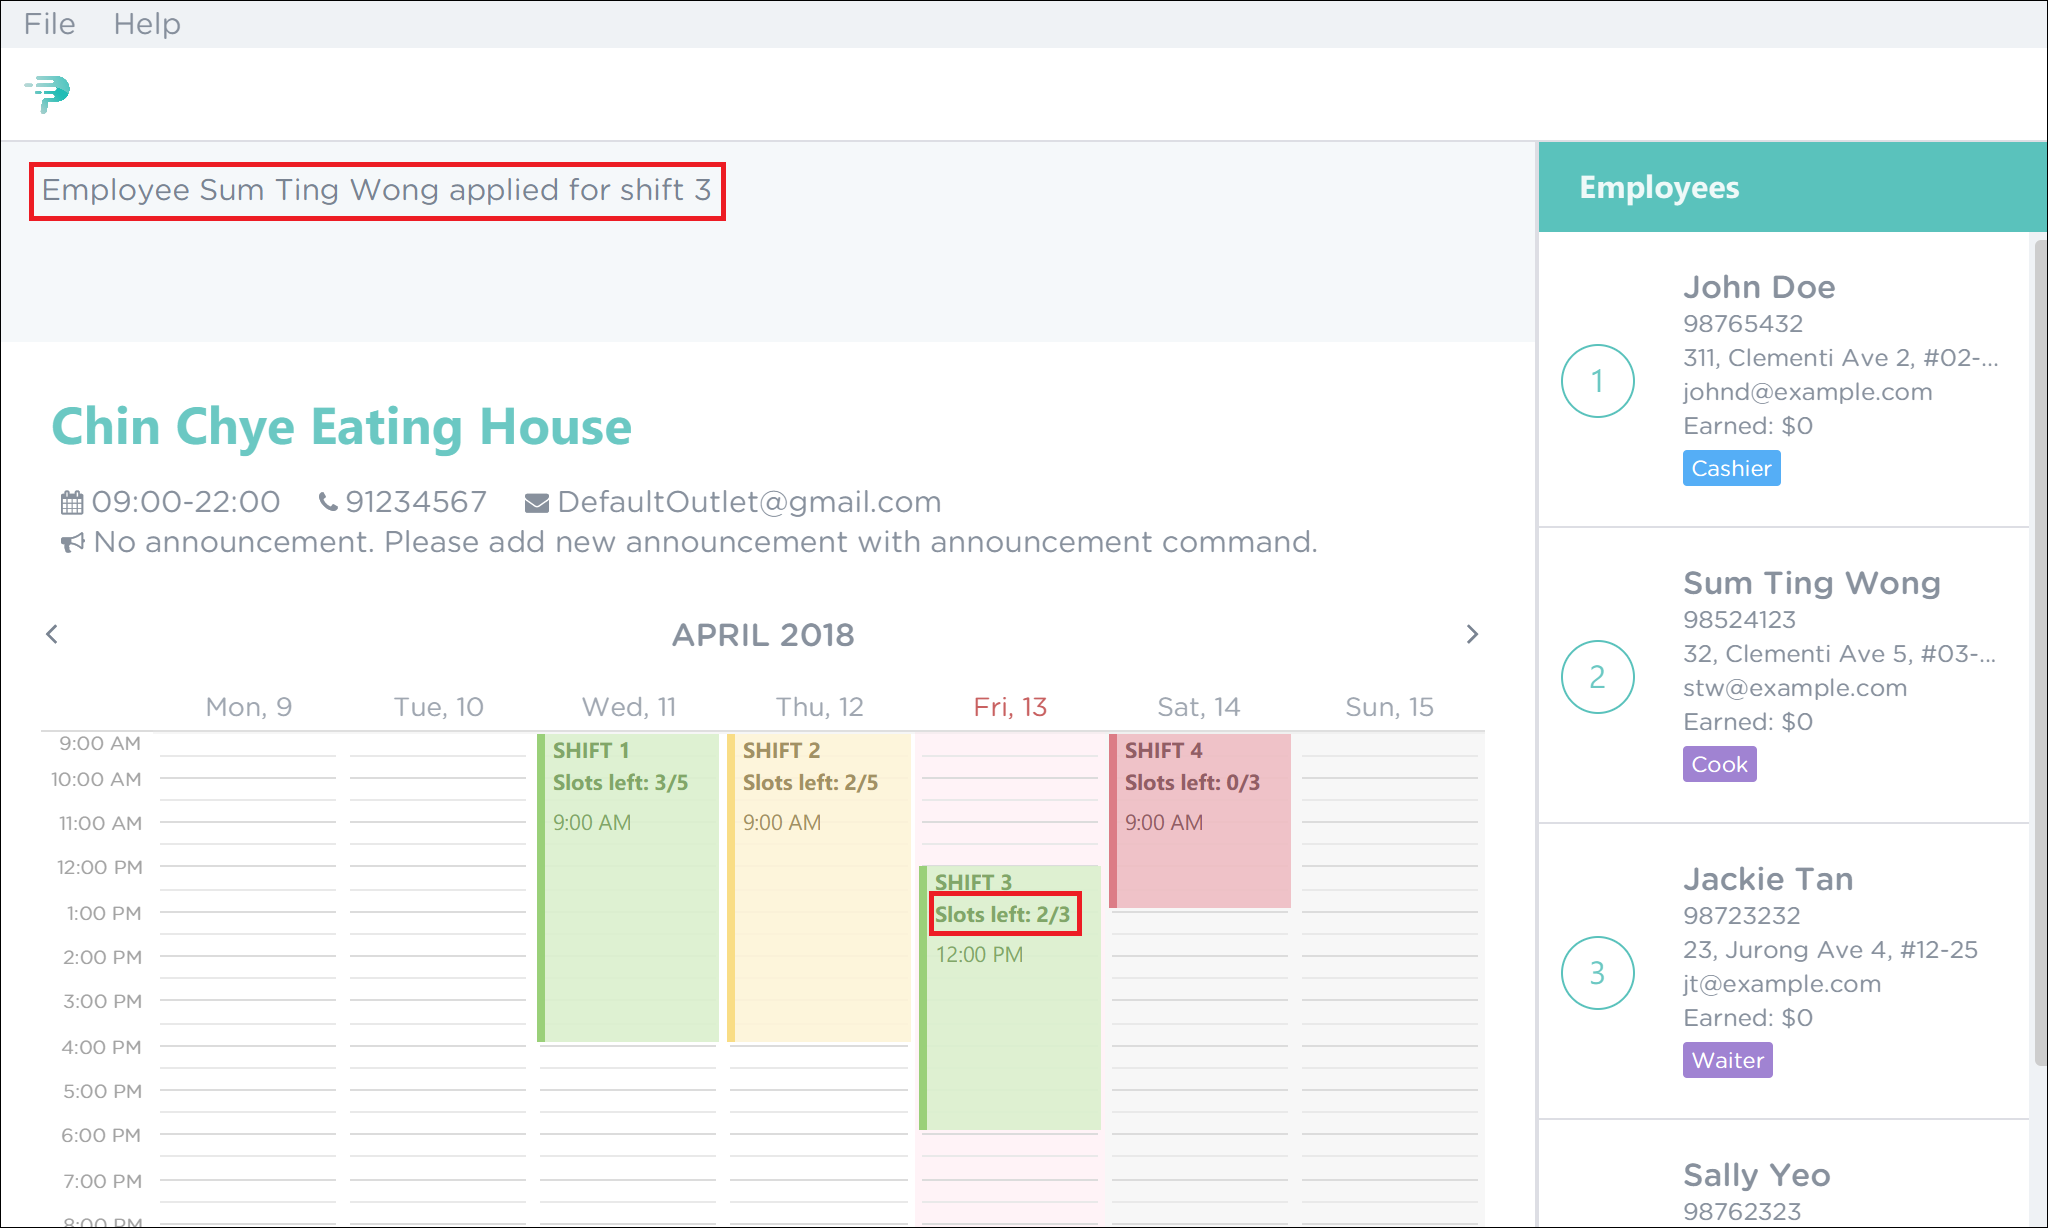 File Help
Employee Sum Ting Wong applied for shift 3
Chin Chye Eating House
09:00-22:00 91234567 DefaultOutlet@gmail.com
No announcement. Please add new announcement with announcement command.
APRIL 2018
Mon, 9 Tue, 10 Wed, 11 Thu, 12 Fri, 13 Sat, 14 Sun, 15
9:00 AM
10:00 AM
11:00 AM
12:00 PM
1:00 PM
2:00 PM
3:00 PM
4:00 PM
5:00 PM
6:00 PM
7:00 PM
8:00 PM
SHIFT 1
Slots left: 3/5
9:00 AM
SHIFT 2
Slots left: 2/5
9:00 AM
SHIFT 3
Slots left: 2/3
12:00 PM
SHIFT 4
Slots left: 0/3
9:00 AM
Employees
1
John Doe
98765432
311, Clementi Ave 2, #02-...
johnd@example.com
Earned: $0
Cashier
2
Sum Ting Wong
98524123
32, Clementi Ave 5, #03-...
stw@example.com
Earned: $0
Cook
3
Jackie Tan
98723232
23, Jurong Ave 4, #12-25
jt@example.com
Earned: $0
Waiter
Sally Yeo
98762323